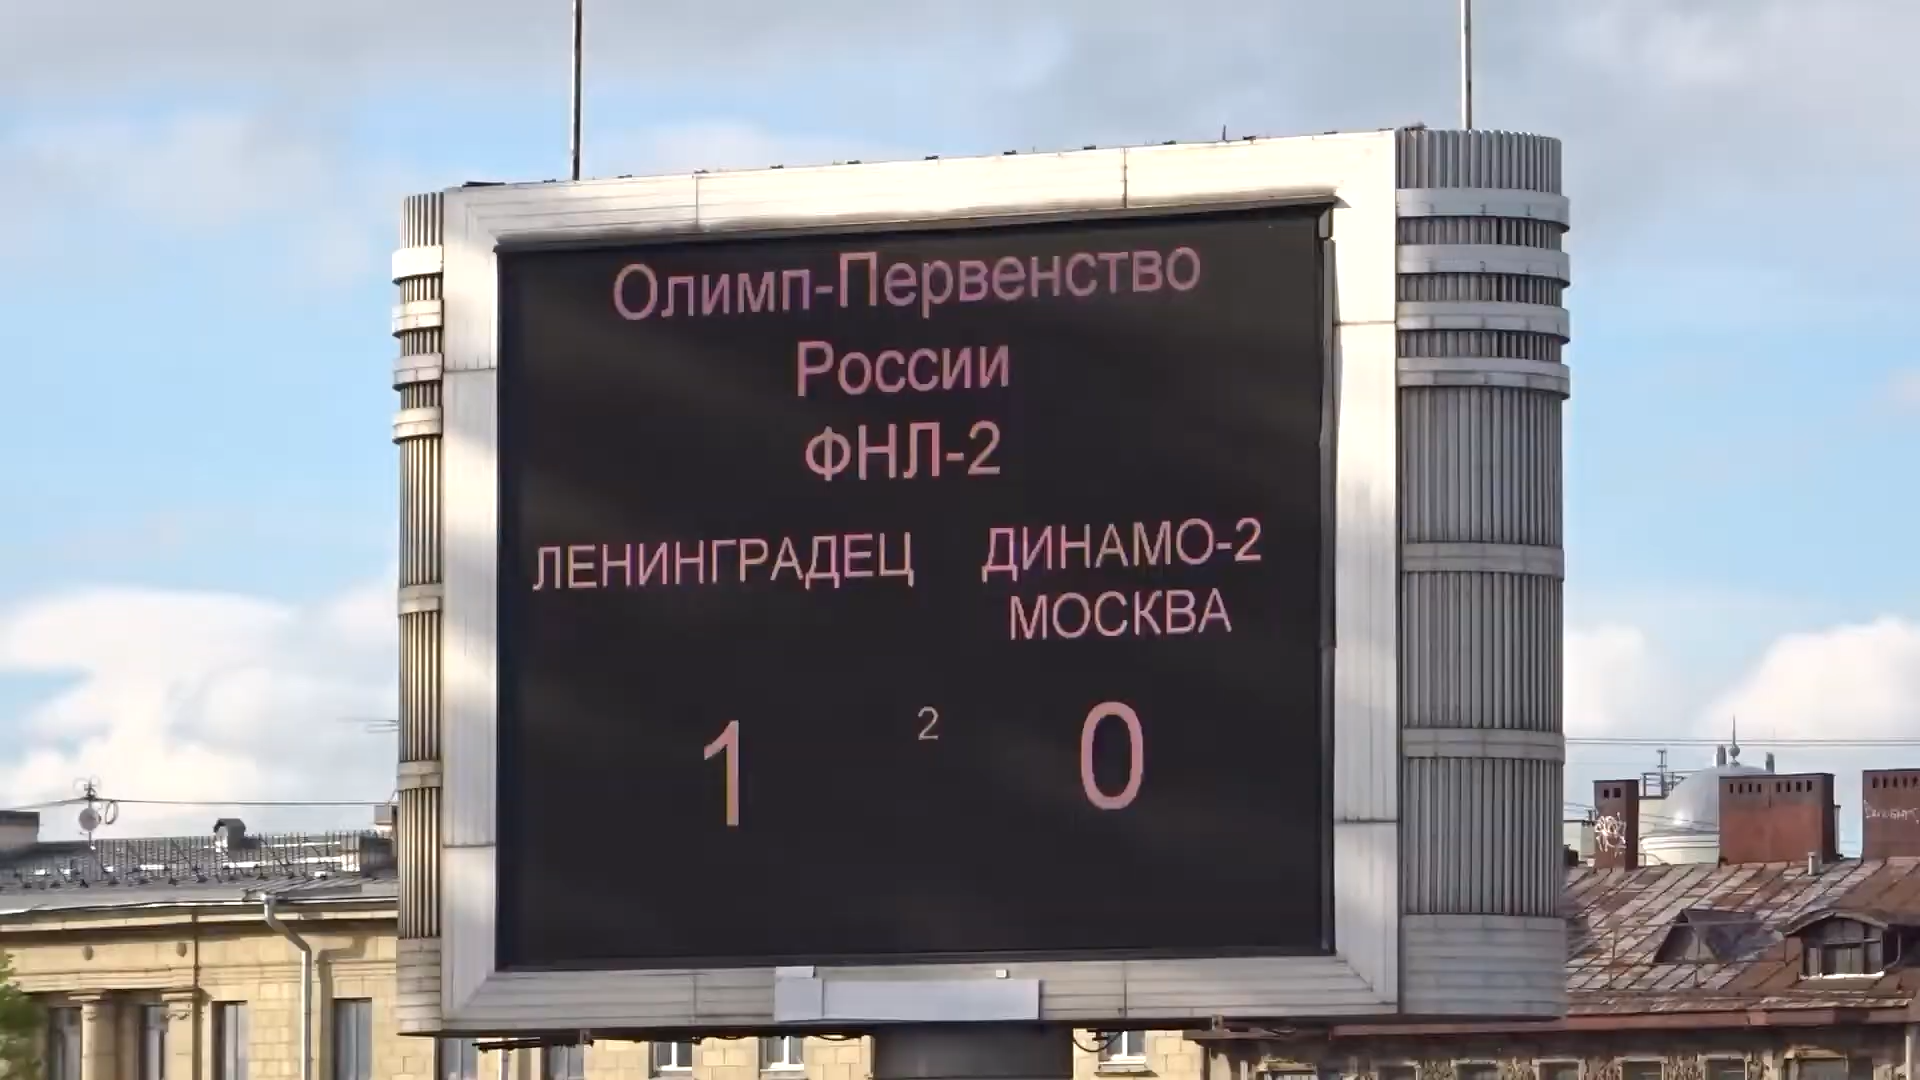 Олимп-Первенство
России
ФНЛ-2
ЛЕНИНГРАДЕЦ ДИНАМО-2
МОСКВА
1 2 0